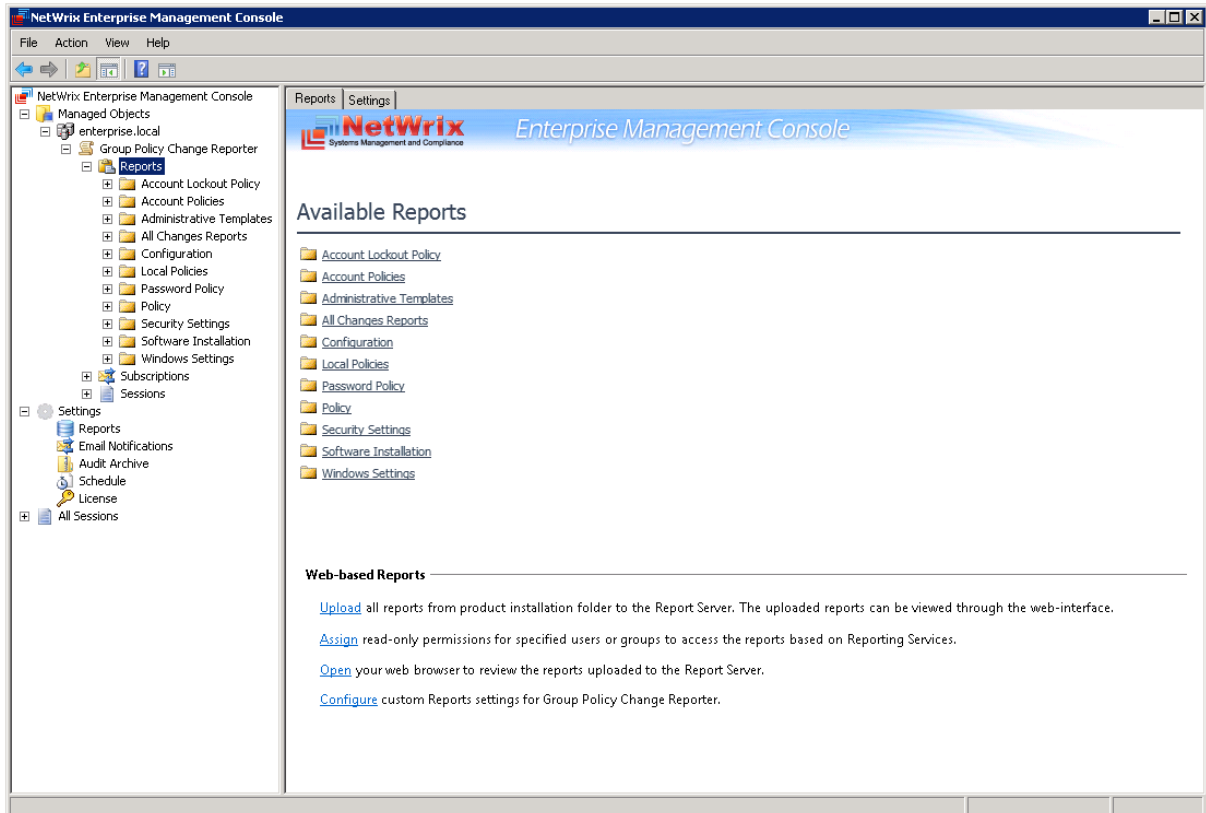 NetWrix Enterprise Management Console
File Action View Help
NetWrix Enterprise Management Console
Managed Objects
enterprise.local
Group Policy Change Reporter
Reports
Account Lockout Policy
Account Policies
Administrative Templates
All Changes Reports
Configuration
Local Policies
Password Policy
Policy
Security Settings
Software Installation
Windows Settings
Subscriptions
Sessions
Settings
Reports
Email Notifications
Audit Archive
Schedule
License
All Sessions
Reports Settings
NetWrix Enterprise Management Console
Systems Management and Compliance
Available Reports
Account Lockout Policy
Account Policies
Administrative Templates
All Changes Reports
Configuration
Local Policies
Password Policy
Policy
Security Settings
Software Installation
Windows Settings
Web-based Reports
Upload all reports from product installation folder to the Report Server. The uploaded reports can be viewed through the web-interface.
Assign read-only permissions for specified users or groups to access the reports based on Reporting Services.
Open your web browser to review the reports uploaded to the Report Server.
Configure custom Reports settings for Group Policy Change Reporter.